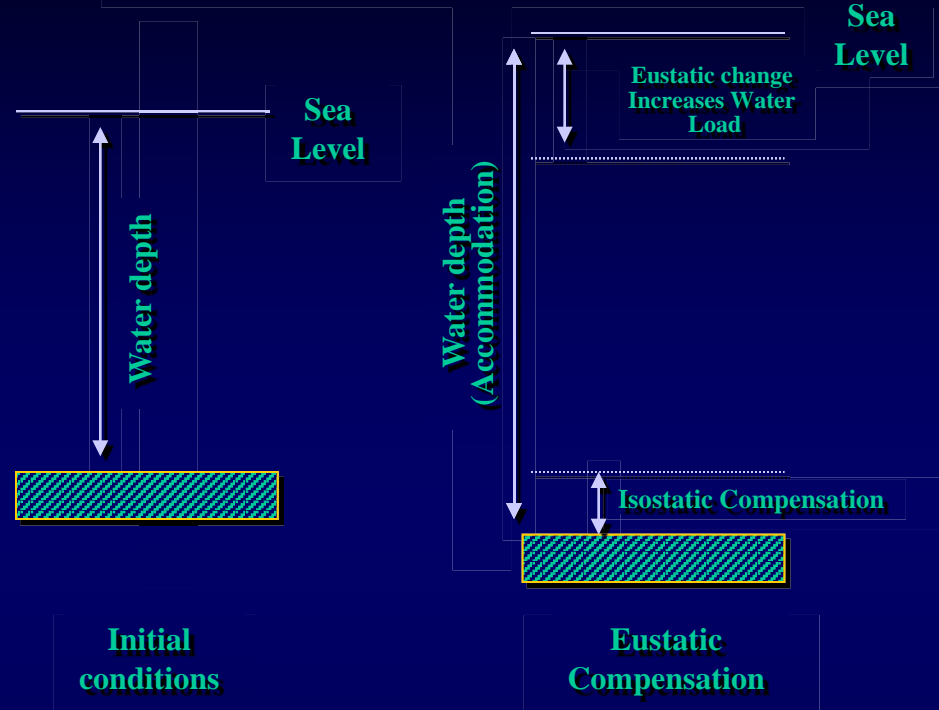 Sea
Level
Water depth
Initial
conditions
Sea
Level
Eustatic change
Increases Water
Load
Water depth
(Accommodation)
Isostatic Compensation
Eustatic
Compensation